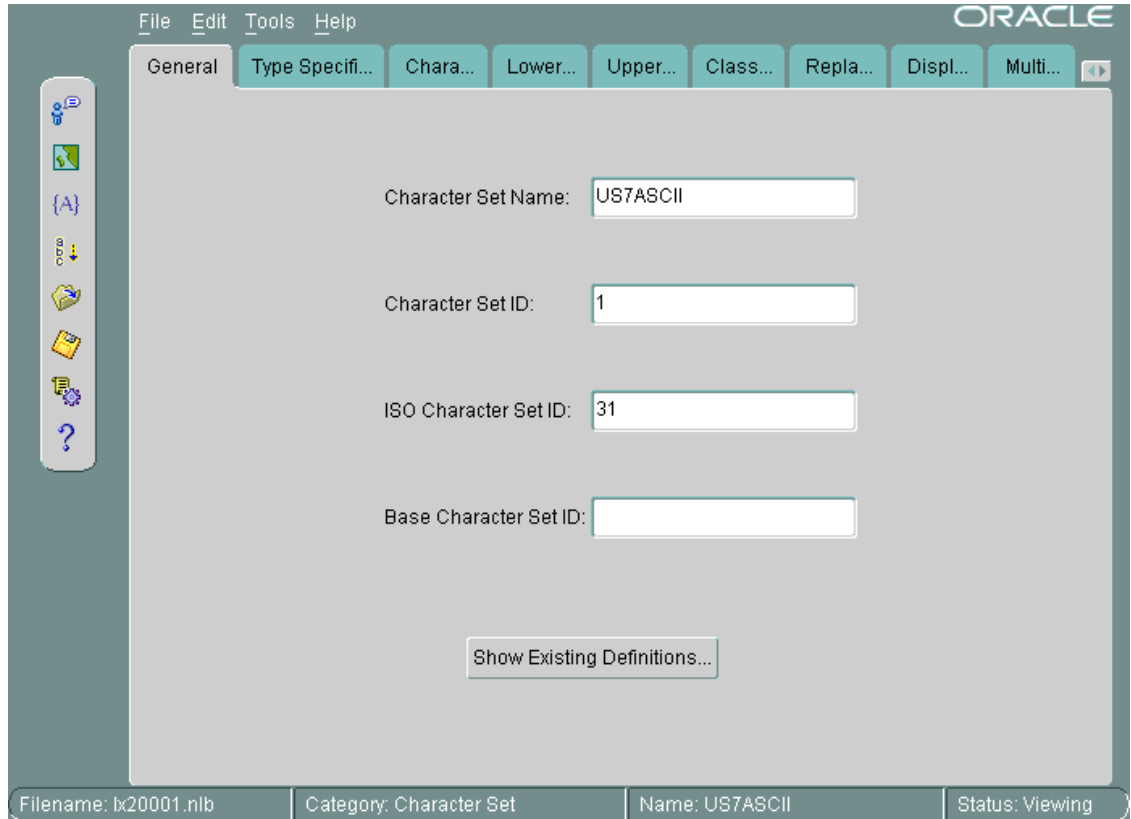 File Edit Tools Help
ORACLE
General Type Specifi... Chara... Lower... Upper... Class... Repla... Displ... Multi...
{A}
a
b
c
?
Character Set Name: US7ASCII
Character Set ID: 1
ISO Character Set ID: 31
Base Character Set ID:
Show Existing Definitions...
Filename: lx20001.nlb Category: Character Set Name: US7ASCII Status: Viewing